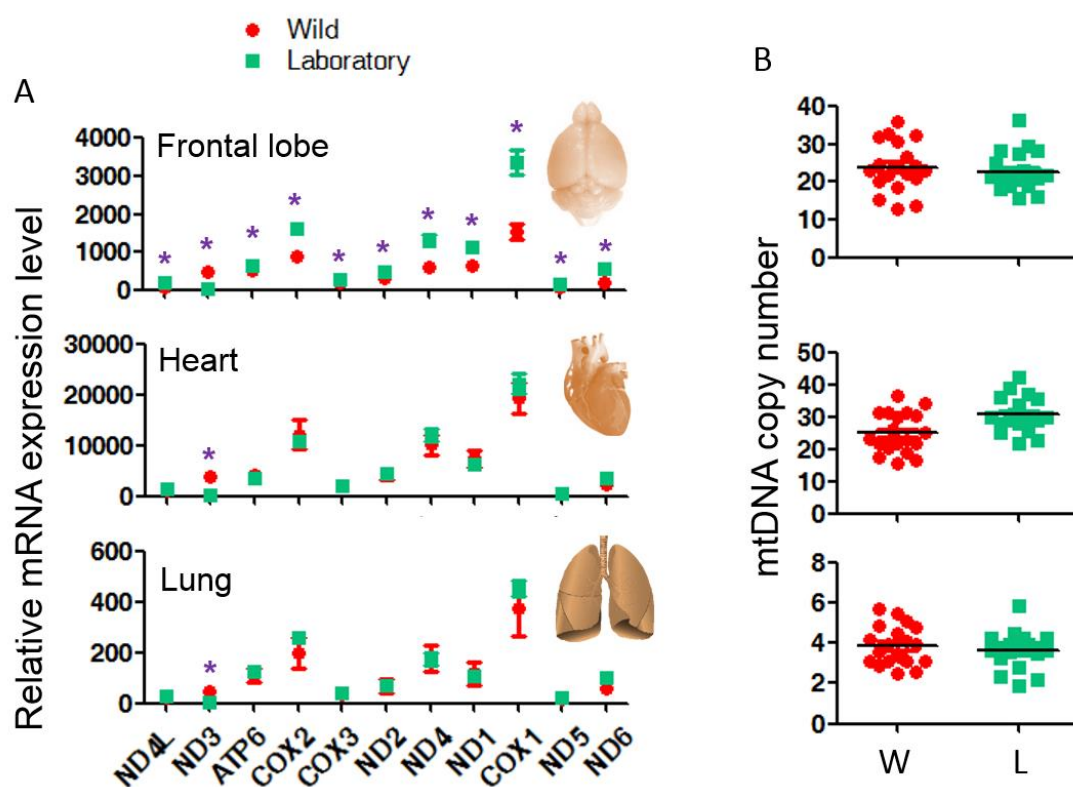 Wild
Laboratory
A
B
Relative mRNA expression level
Frontal lobe
4000
3000
2000
1000
0
* * * * * * * * * * *
Heart
30000
20000
10000
0
*
Lung
600
400
200
0
*
ND4L ND3 ATP6 COX2 COX3 ND2 ND4 ND1 COX1 ND5 ND6
mtDNA copy number
40
30
20
10
0
50
40
30
20
10
0
8
6
4
2
0
W L